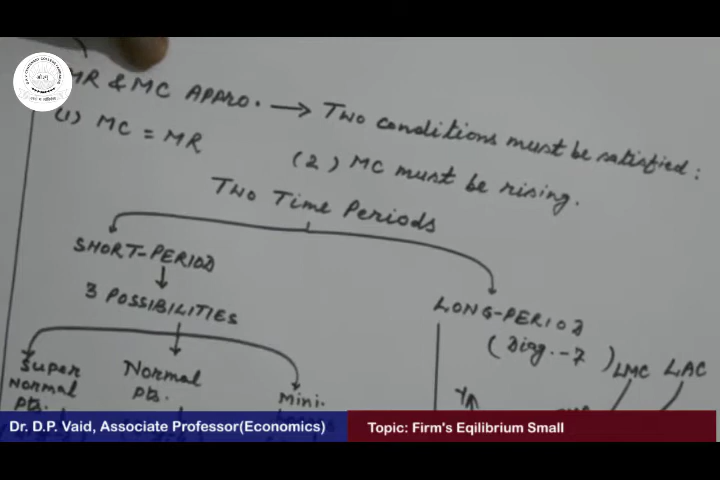 MR & MC APPRO. → Two conditions must be satisfied:
(1) MC = MR
(2) MC must be rising.
Two Time Periods
SHORT-PERIOD
3 POSSIBILITIES
LONG-PERIOD
(Diag.-7)
LMC LAC
Super
Normal
pts.
Normal
pts.
Mini.
Y
Dr. D.P. Vaid, Associate Professor(Economics)
Topic: Firm's Eqilibrium Small